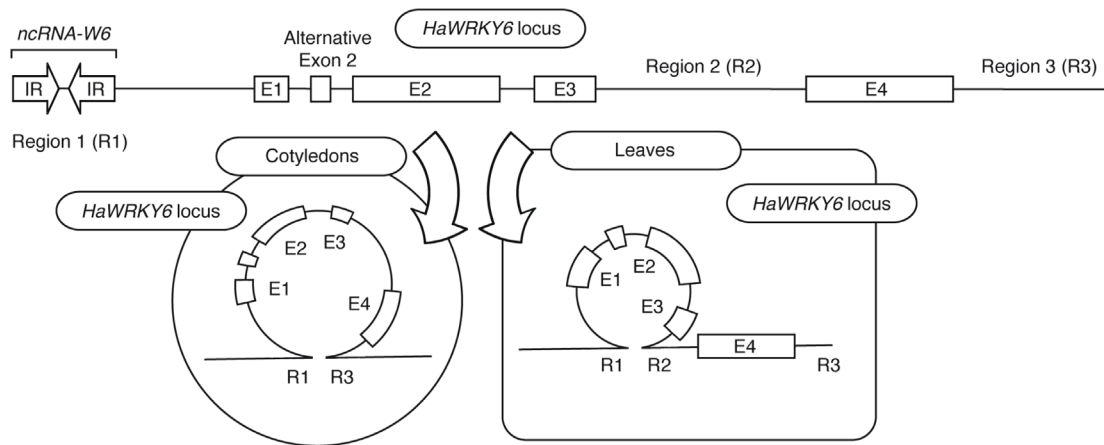 ncRNA-W6
Alternative
Exon 2
HaWRKY6 locus
IR
IR
E1
E2
E3
Region 2 (R2)
E4
Region 3 (R3)
Region 1 (R1)
Cotyledons
HaWRKY6 locus
E1
E2
E3
E4
R1
R3
Leaves
HaWRKY6 locus
E1
E2
E3
E4
R1
R2
R3